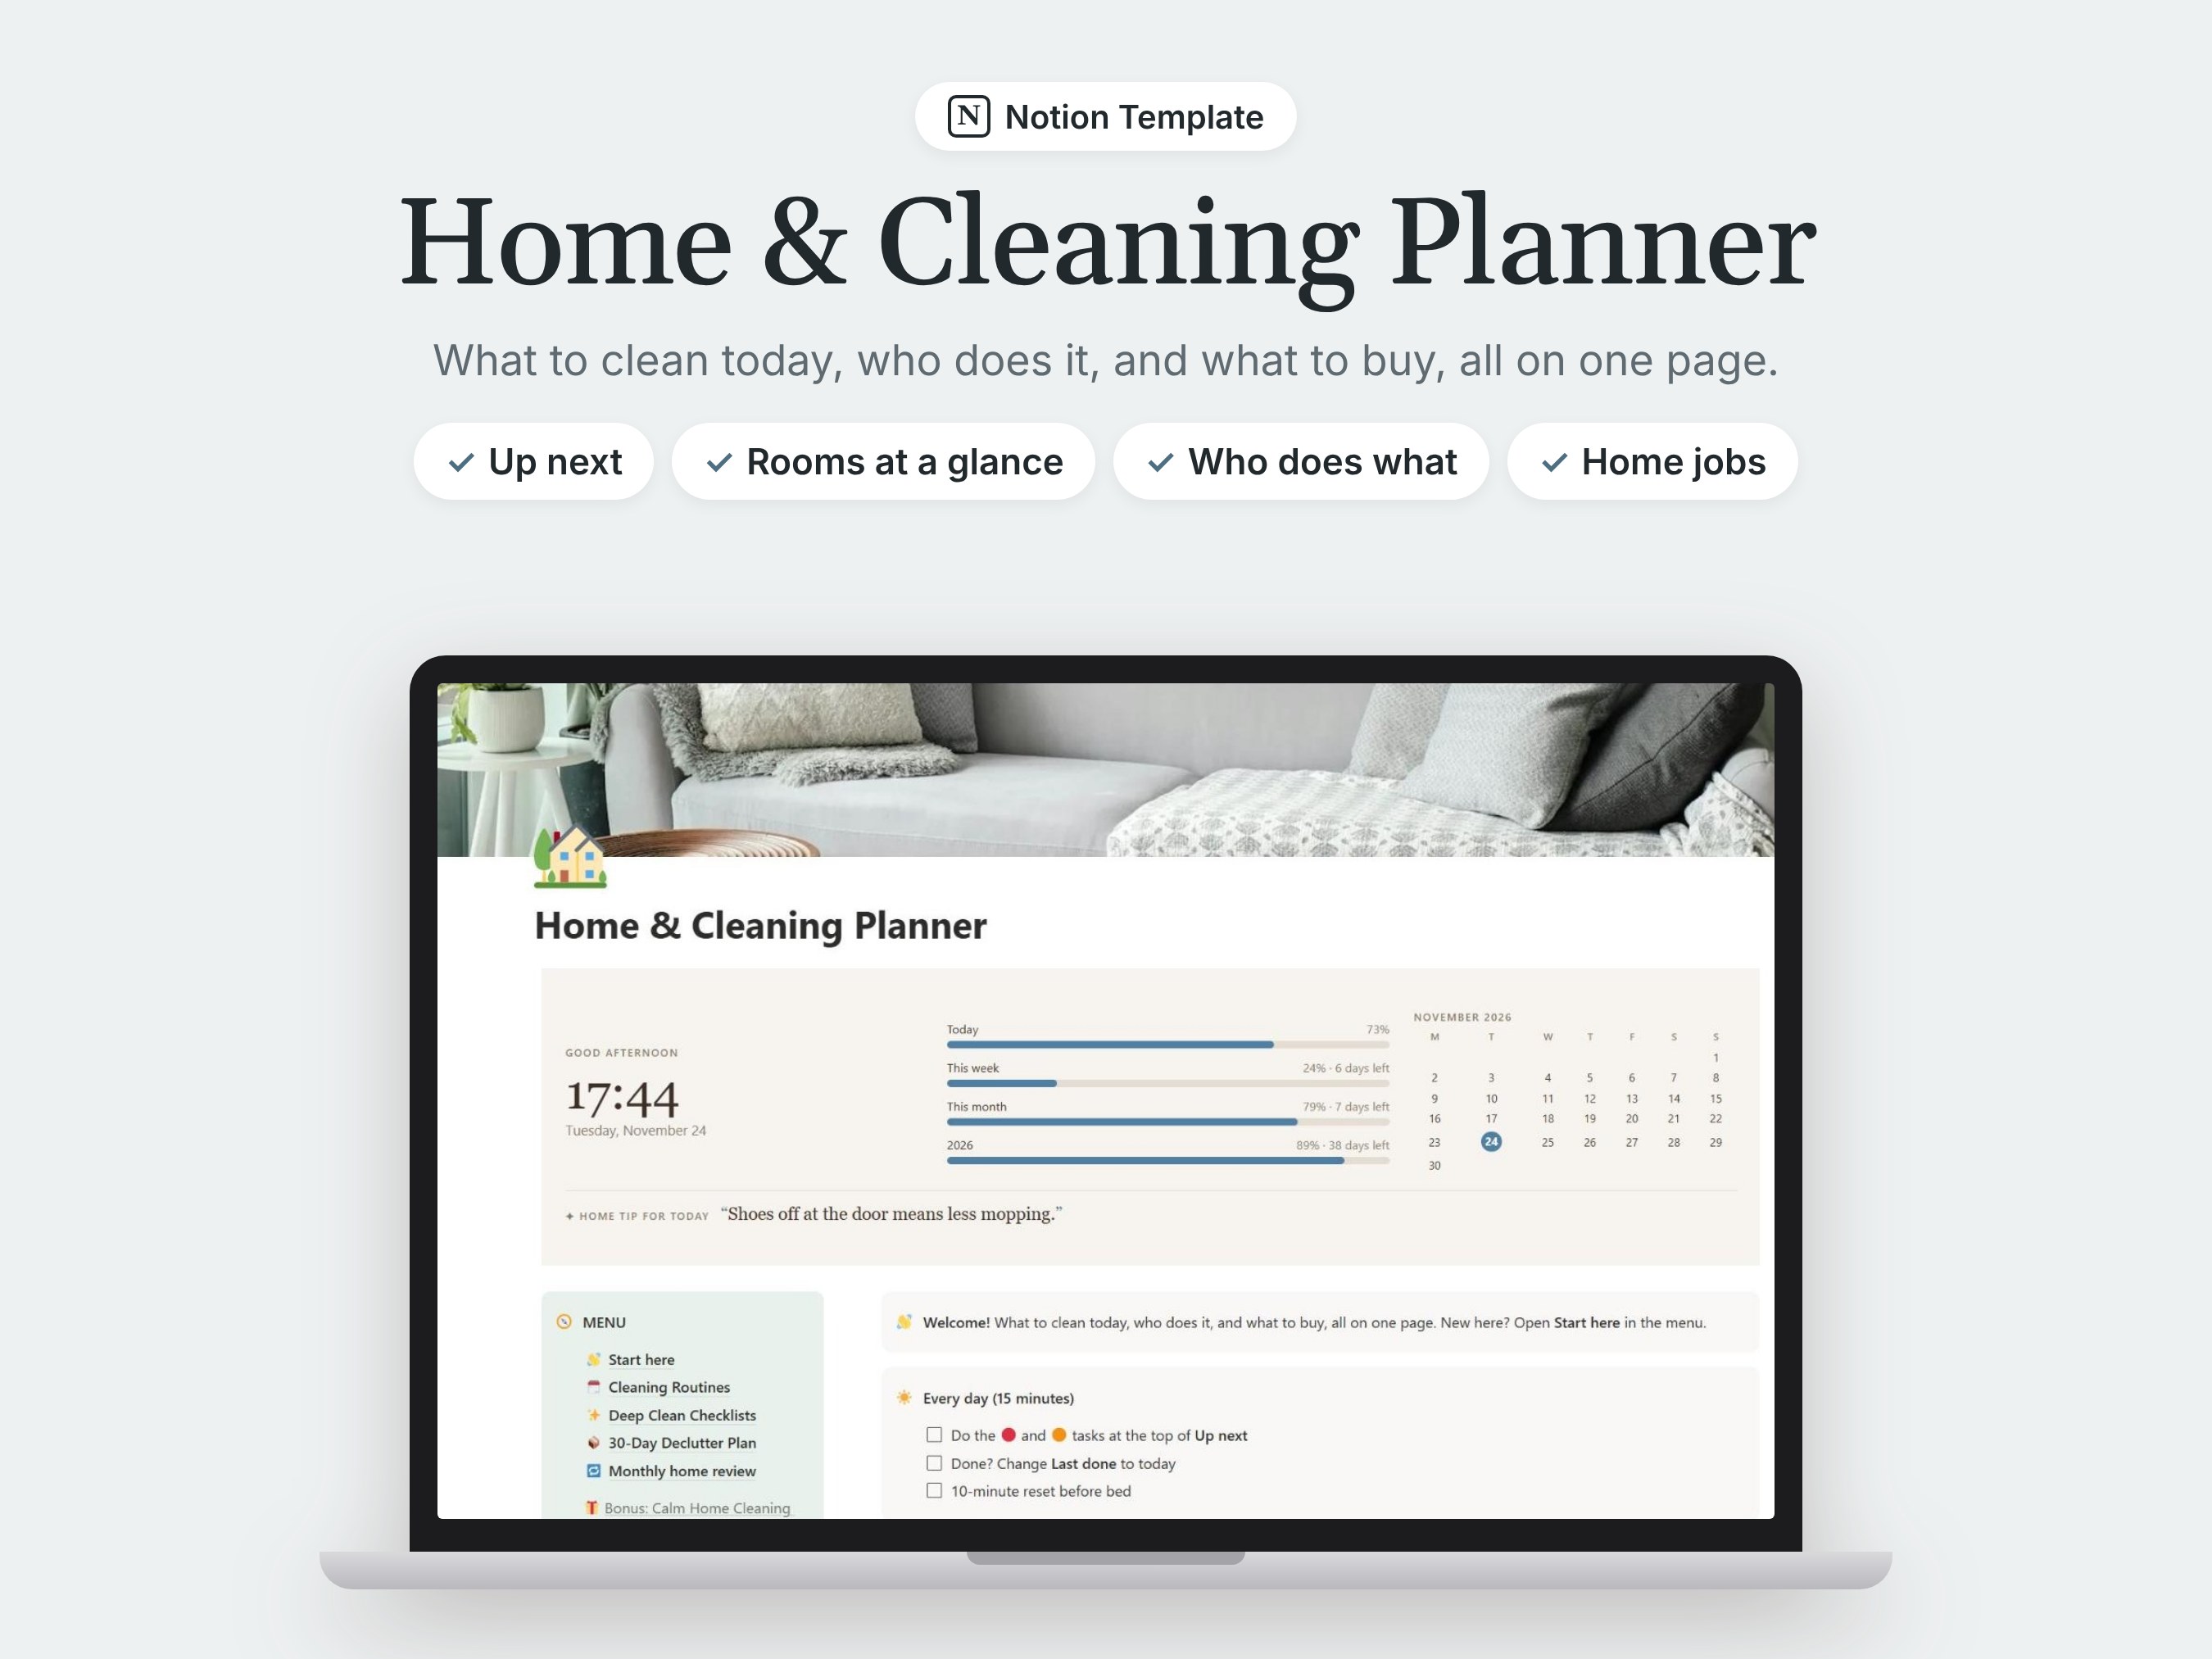 N Notion Template
Home & Cleaning Planner
What to clean today, who does it, and what to buy, all on one page.
✓ Up next ✓ Rooms at a glance ✓ Who does what ✓ Home jobs
Home & Cleaning Planner
GOOD AFTERNOON
17:44
Tuesday, November 24
Today 73%
This week 24% · 6 days left
This month 79% · 7 days left
2026 89% · 38 days left
NOVEMBER 2026
M T W T F S S
1
2 3 4 5 6 7 8
9 10 11 12 13 14 15
16 17 18 19 20 21 22
23 24 25 26 27 28 29
30
✦ HOME TIP FOR TODAY “Shoes off at the door means less mopping.”
MENU
Start here
Cleaning Routines
Deep Clean Checklists
30-Day Declutter Plan
Monthly home review
Bonus: Calm Home Cleaning
Welcome! What to clean today, who does it, and what to buy, all on one page. New here? Open Start here in the menu.
Every day (15 minutes)
Do the 🔴 and 🟠 tasks at the top of Up next
Done? Change Last done to today
10-minute reset before bed